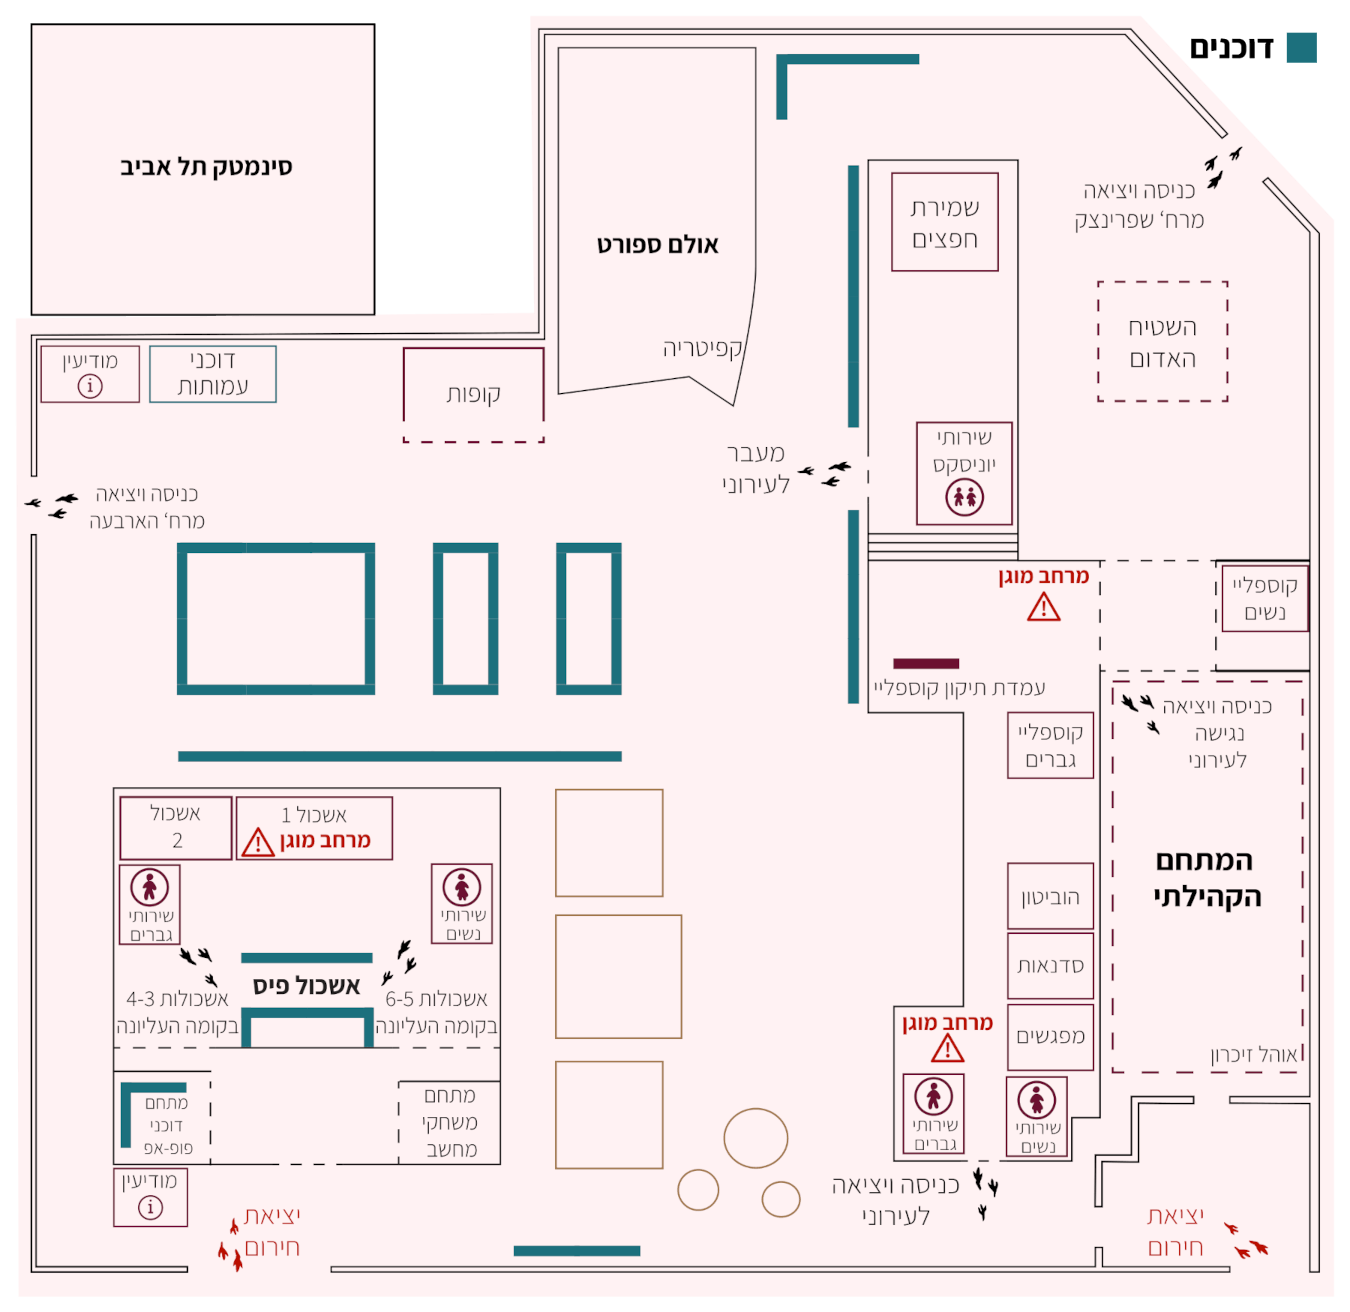 דוכנים
סינמטק תל אביב
אולם ספורט
קפיטריה
שמירת
חפצים
כניסה ויציאה
מרח' שפרינצק
השטיח
האדום
מודיעין
דוכני
עמותות
קופות
שירותי
יוניסקס
מעבר
לעירוני
כניסה ויציאה
מרח' הארבעה
מרחב מוגן
קוספליי
נשים
עמדת תיקון קוספליי
כניסה ויציאה
נגישה
לעירוני
קוספליי
גברים
המתחם
הקהילתי
אוהל זיכרון
הוביטון
סדנאות
מפגשים
מרחב מוגן
שירותי
גברים
שירותי
נשים
כניסה ויציאה
לעירוני
יציאת
חירום
אשכול 1
מרחב מוגן
אשכול
2
שירותי
נשים
שירותי
גברים
אשכול פיס
אשכולות 6-5
בקומה העליונה
אשכולות 4-3
בקומה העליונה
מתחם
משחקי
מחשב
מתחם
דוכני
פופ-אפ
מודיעין
יציאת
חירום